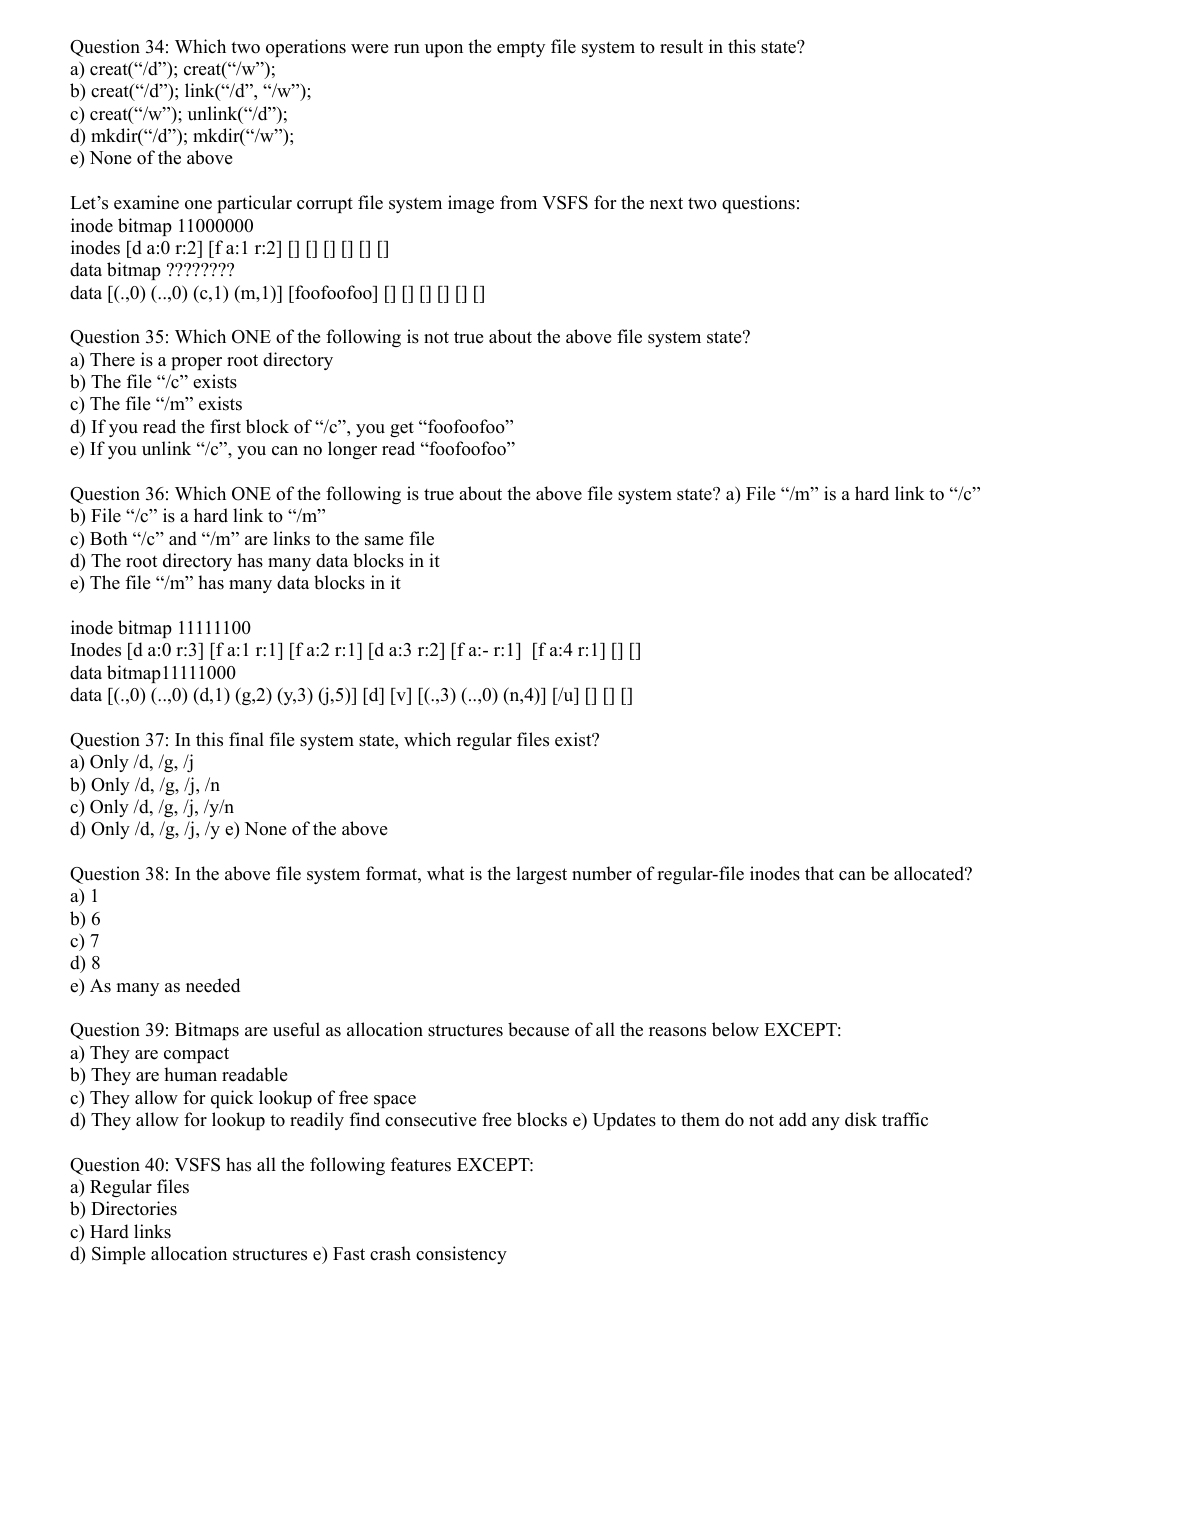 Question 34: Which two operations were run upon the empty file system to result in this state?
a) creat(“/d”); creat(“/w”);
b) creat(“/d”); link(“/d”, “/w”);
c) creat(“/w”); unlink(“/d”);
d) mkdir(“/d”); mkdir(“/w”);
e) None of the above
Let’s examine one particular corrupt file system image from VSFS for the next two questions:
inode bitmap 11000000
inodes [d a:0 r:2] [f a:1 r:2] [] [] [] [] [] []
data bitmap ????????
data [(.,0) (..,0) (c,1) (m,1)] [foofoofoo] [] [] [] [] [] []
Question 35: Which ONE of the following is not true about the above file system state?
a) There is a proper root directory
b) The file “/c” exists
c) The file “/m” exists
d) If you read the first block of “/c”, you get “foofoofoo”
e) If you unlink “/c”, you can no longer read “foofoofoo”
Question 36: Which ONE of the following is true about the above file system state? a) File “/m” is a hard link to “/c”
b) File “/c” is a hard link to “/m”
c) Both “/c” and “/m” are links to the same file
d) The root directory has many data blocks in it
e) The file “/m” has many data blocks in it
inode bitmap 11111100
Inodes [d a:0 r:3] [f a:1 r:1] [f a:2 r:1] [d a:3 r:2] [f a:- r:1]  [f a:4 r:1] [] []
data bitmap11111000
data [(.,0) (..,0) (d,1) (g,2) (y,3) (j,5)] [d] [v] [(.,3) (..,0) (n,4)] [/u] [] [] []
Question 37: In this final file system state, which regular files exist?
a) Only /d, /g, /j
b) Only /d, /g, /j, /n
c) Only /d, /g, /j, /y/n
d) Only /d, /g, /j, /y e) None of the above
Question 38: In the above file system format, what is the largest number of regular-file inodes that can be allocated?
a) 1
b) 6
c) 7
d) 8
e) As many as needed
Question 39: Bitmaps are useful as allocation structures because of all the reasons below EXCEPT:
a) They are compact
b) They are human readable
c) They allow for quick lookup of free space
d) They allow for lookup to readily find consecutive free blocks e) Updates to them do not add any disk traffic
Question 40: VSFS has all the following features EXCEPT:
a) Regular files
b) Directories
c) Hard links
d) Simple allocation structures e) Fast crash consistency